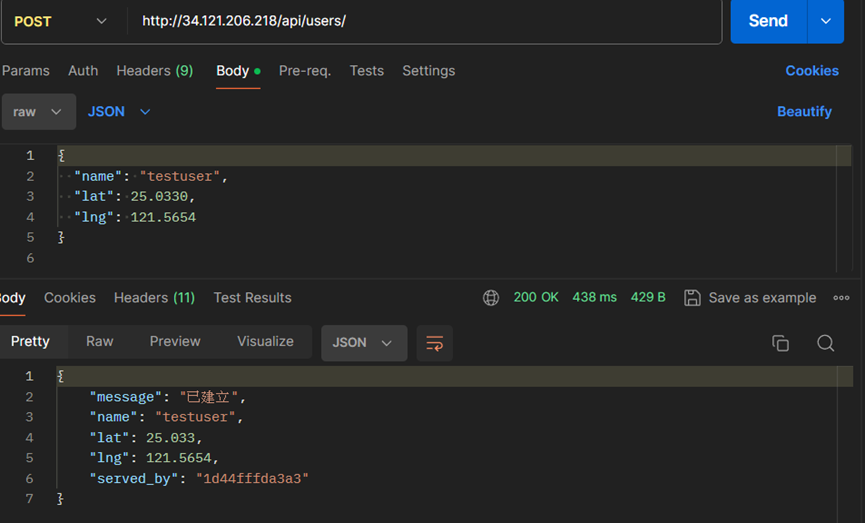 POST http://34.121.206.218/api/users/ Send
Params Auth Headers (9) Body Pre-req. Tests Settings Cookies
raw JSON Beautify
1 {
2 "name": "testuser",
3 "lat": 25.0330,
4 "lng": 121.5654
5 }
6
Body Cookies Headers (11) Test Results 200 OK 438 ms 429 B Save as example
Pretty Raw Preview Visualize JSON
1 {
2 "message": "已建立",
3 "name": "testuser",
4 "lat": 25.033,
5 "lng": 121.5654,
6 "served_by": "1d44fffda3a3"
7 }